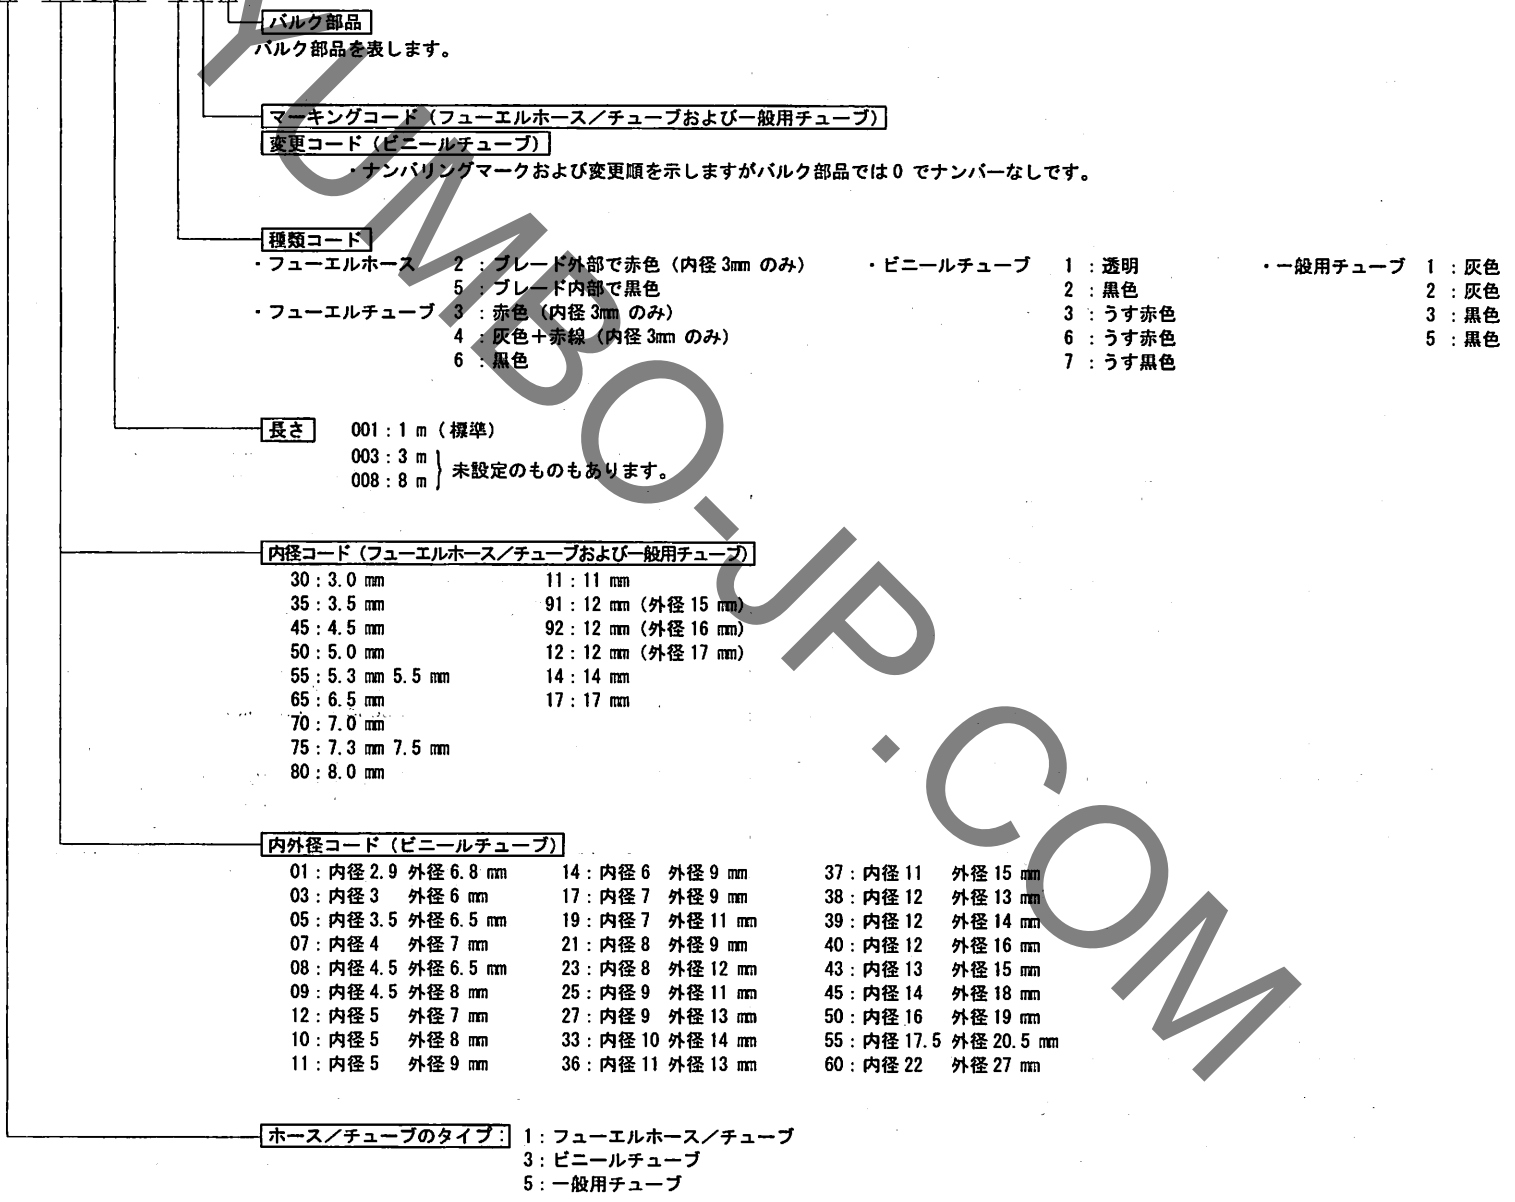 バルク部品
バルク部品を表します。
マーキングコード（フューエルホース／チューブおよび一般用チューブ）
変更コード（ビニールチューブ）
・ナンバリングマークおよび変更順を示しますがバルク部品では0 でナンバーなしです。
種類コード
・フューエルホース 2 : ブレード外部で赤色（内径 3㎜ のみ）
5 : ブレード内部で黒色
・フューエルチューブ 3 : 赤色（内径 3㎜ のみ）
4 : 灰色＋赤線（内径 3㎜ のみ）
6 : 黒色
・ビニールチューブ 1 : 透明
2 : 黒色
3 : うす赤色
6 : うす赤色
7 : うす黒色
・一般用チューブ 1 : 灰色
2 : 灰色
3 : 黒色
5 : 黒色
長さ 001 : 1 m（標準）
003 : 3 m
008 : 8 m
未設定のものもあります。
内径コード（フューエルホース／チューブおよび一般用チューブ）
30 : 3.0 ㎜
35 : 3.5 ㎜
45 : 4.5 ㎜
50 : 5.0 ㎜
55 : 5.3 ㎜ 5.5 ㎜
65 : 6.5 ㎜
70 : 7.0 ㎜
75 : 7.3 ㎜ 7.5 ㎜
80 : 8.0 ㎜
11 : 11 ㎜
91 : 12 ㎜（外径 15 ㎜）
92 : 12 ㎜（外径 16 ㎜）
12 : 12 ㎜（外径 17 ㎜）
14 : 14 ㎜
17 : 17 ㎜
内外径コード（ビニールチューブ）
01 : 内径 2.9 外径 6.8 ㎜
03 : 内径 3 外径 6 ㎜
05 : 内径 3.5 外径 6.5 ㎜
07 : 内径 4 外径 7 ㎜
08 : 内径 4.5 外径 6.5 ㎜
09 : 内径 4.5 外径 8 ㎜
12 : 内径 5 外径 7 ㎜
10 : 内径 5 外径 8 ㎜
11 : 内径 5 外径 9 ㎜
14 : 内径 6 外径 9 ㎜
17 : 内径 7 外径 9 ㎜
19 : 内径 7 外径 11 ㎜
21 : 内径 8 外径 9 ㎜
23 : 内径 8 外径 12 ㎜
25 : 内径 9 外径 11 ㎜
27 : 内径 9 外径 13 ㎜
33 : 内径 10 外径 14 ㎜
36 : 内径 11 外径 13 ㎜
37 : 内径 11 外径 15 ㎜
38 : 内径 12 外径 13 ㎜
39 : 内径 12 外径 14 ㎜
40 : 内径 12 外径 16 ㎜
43 : 内径 13 外径 15 ㎜
45 : 内径 14 外径 18 ㎜
50 : 内径 16 外径 19 ㎜
55 : 内径 17.5 外径 20.5 ㎜
60 : 内径 22 外径 27 ㎜
ホース／チューブのタイプ : 1 : フューエルホース／チューブ
3 : ビニールチューブ
5 : 一般用チューブ
YUMBO-JP.COM